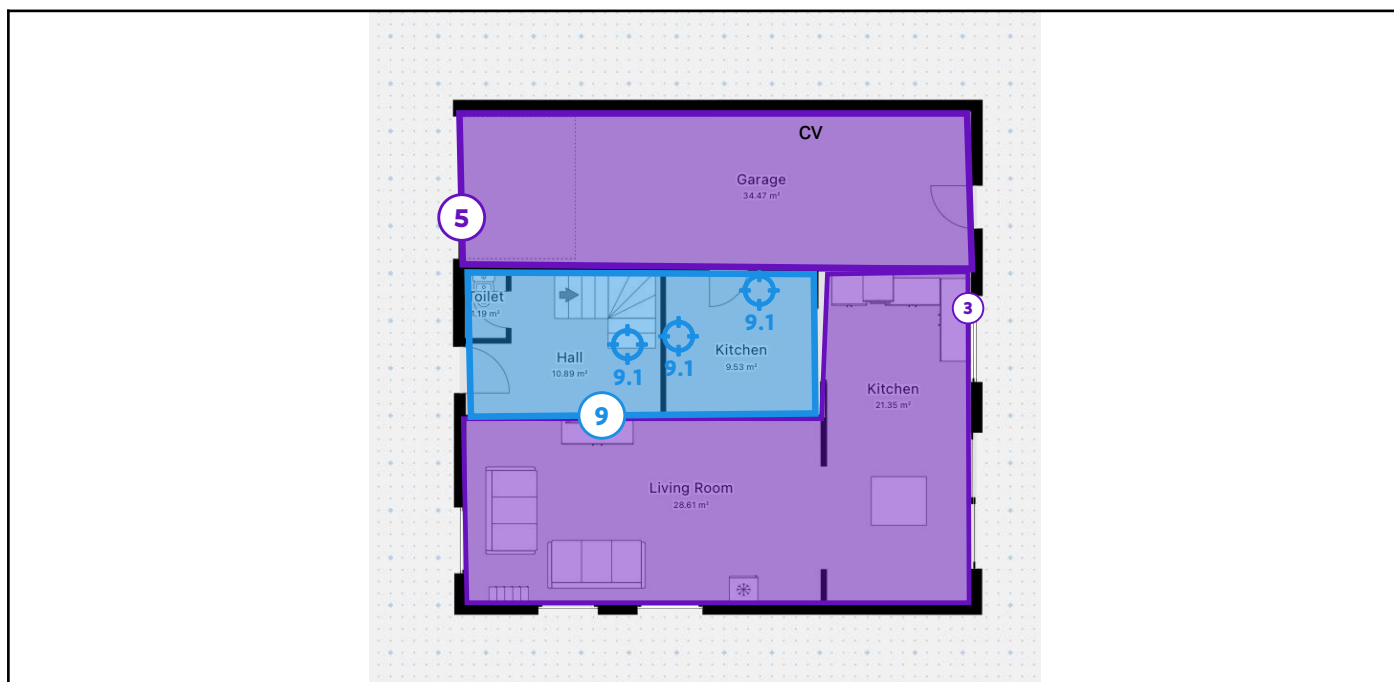 CV
Garage
34.47 m²
5
Toilet
1.19 m²
3
9.1
Kitchen
9.53 m²
Hall
10.89 m²
9.1
9.1
Kitchen
21.35 m²
9
Living Room
28.61 m²